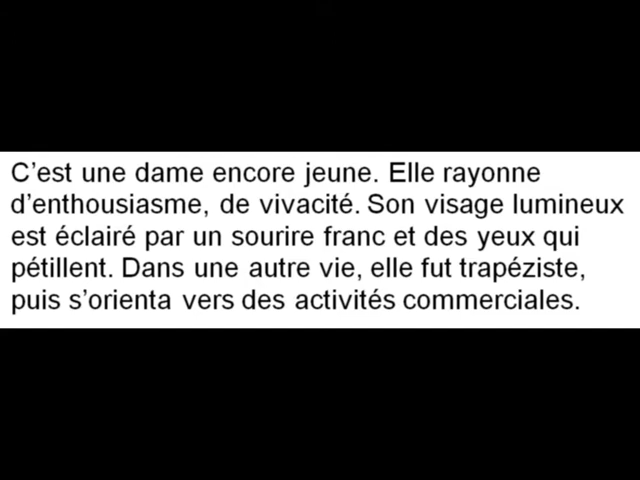 C’est une dame encore jeune. Elle rayonne
d’enthousiasme, de vivacité. Son visage lumineux
est éclairé par un sourire franc et des yeux qui
pétillent. Dans une autre vie, elle fut trapéziste,
puis s’orienta vers des activités commerciales.